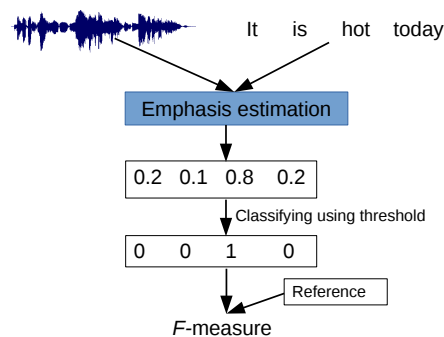 It is hot today
Emphasis estimation
0.2 0.1 0.8 0.2
Classifying using threshold
0 0 1 0
Reference
F-measure